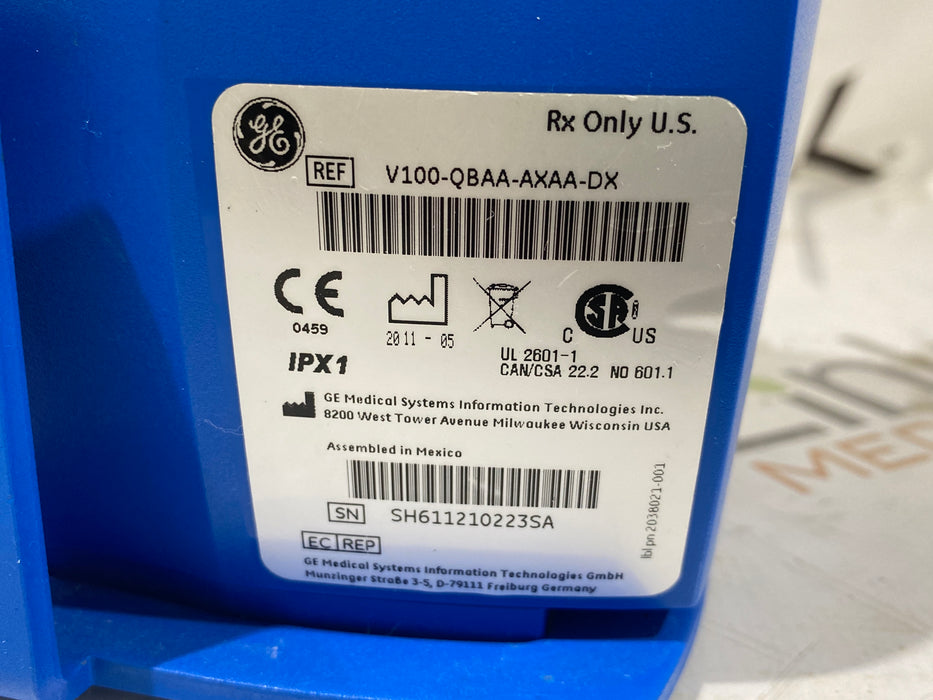 GE
Rx Only U.S.
REF V100-QBAA-AXAA-DX
CE
0459
2011 - 05
CSA
C US
IPX1
UL 2601-1
CAN/CSA 22.2 NO 601.1
GE Medical Systems Information Technologies Inc.
8200 West Tower Avenue Milwaukee Wisconsin USA
Assembled in Mexico
SN SH611210223SA
EC REP
GE Medical Systems Information Technologies GmbH
Munzinger Straße 3-5, D-79111 Freiburg Germany
lbl pn 2038021-001